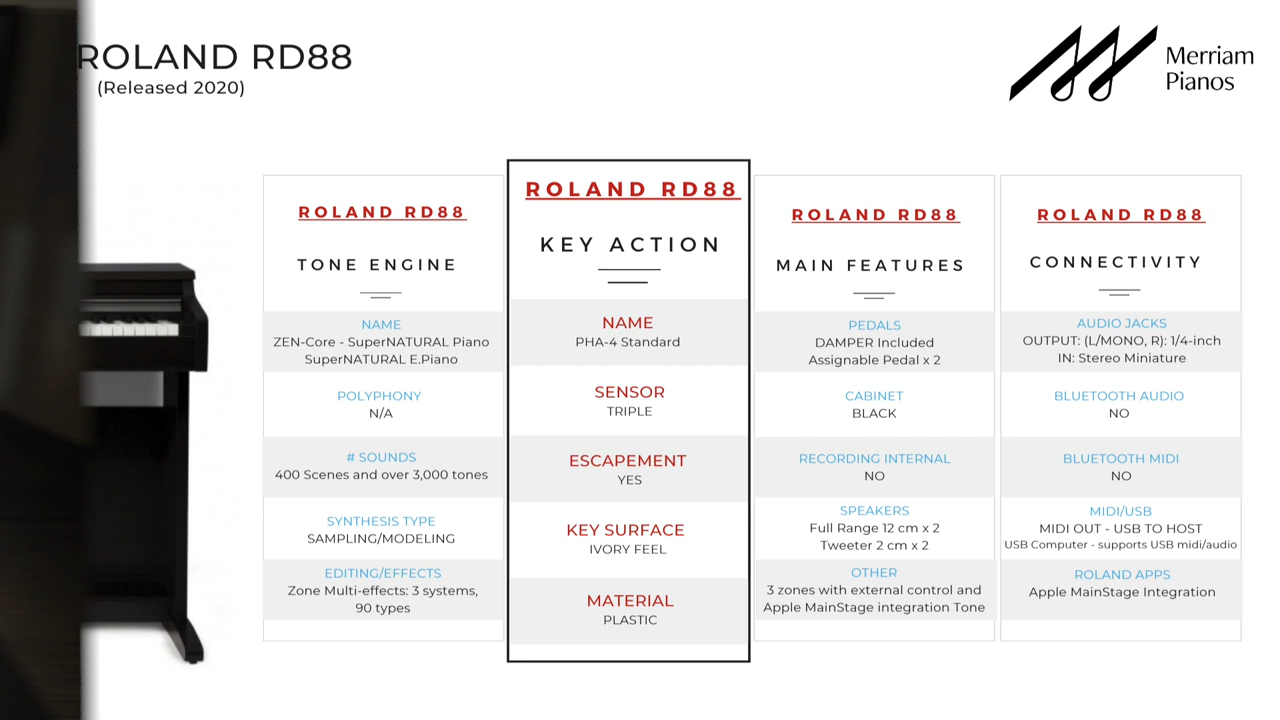 ROLAND RD88
(Released 2020)
Merriam
Pianos
ROLAND RD88
TONE ENGINE
NAME
ZEN-Core - SuperNATURAL Piano
SuperNATURAL E.Piano
POLYPHONY
N/A
# SOUNDS
400 Scenes and over 3,000 tones
SYNTHESIS TYPE
SAMPLING/MODELING
EDITING/EFFECTS
Zone Multi-effects: 3 systems,
90 types
ROLAND RD88
KEY ACTION
NAME
PHA-4 Standard
SENSOR
TRIPLE
ESCAPEMENT
YES
KEY SURFACE
IVORY FEEL
MATERIAL
PLASTIC
ROLAND RD88
MAIN FEATURES
PEDALS
DAMPER Included
Assignable Pedal x 2
CABINET
BLACK
RECORDING INTERNAL
NO
SPEAKERS
Full Range 12 cm x 2
Tweeter 2 cm x 2
OTHER
3 zones with external control and
Apple MainStage integration Tone
ROLAND RD88
CONNECTIVITY
AUDIO JACKS
OUTPUT: (L/MONO, R): 1/4-inch
IN: Stereo Miniature
BLUETOOTH AUDIO
NO
BLUETOOTH MIDI
NO
MIDI/USB
MIDI OUT - USB TO HOST
USB Computer - supports USB midi/audio
ROLAND APPS
Apple MainStage Integration